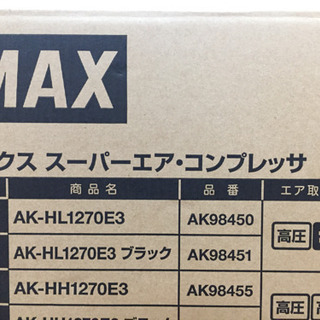 MAX
クス スーパーエア・コンプレッサ
商品名 品番 エア取
AK-HL1270E3 AK98450 高圧
AK-HL1270E3 ブラック AK98451
AK-HH1270E3 AK98455 高圧